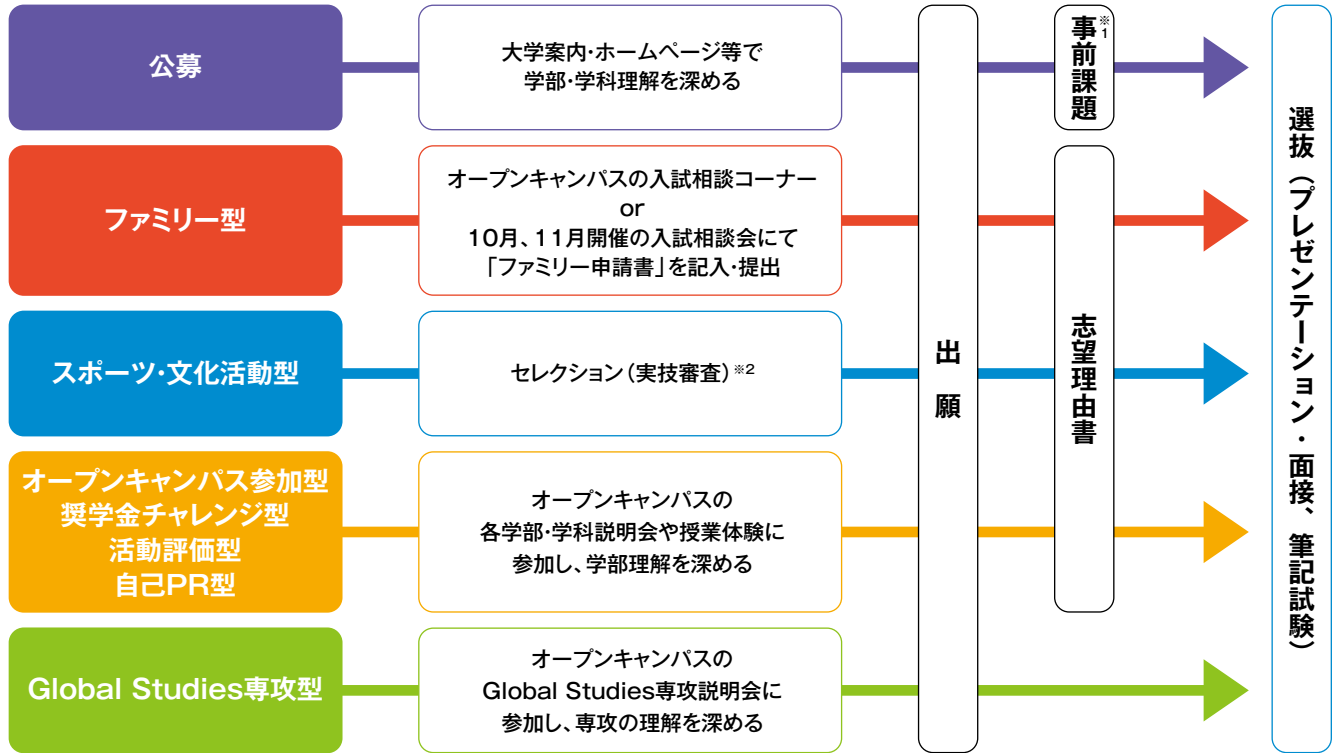 公募
大学案内・ホームページ等で
学部・学科理解を深める
ファミリー型
オープンキャンパスの入試相談コーナー
or
10月、11月開催の入試相談会にて
「ファミリー申請書」を記入・提出
スポーツ・文化活動型
セレクション（実技審査）※2
オープンキャンパス参加型
奨学金チャレンジ型
活動評価型
自己PR型
オープンキャンパスの
各学部・学科説明会や授業体験に
参加し、学部理解を深める
Global Studies専攻型
オープンキャンパスの
Global Studies専攻説明会に
参加し、専攻の理解を深める
出願
事前課題※1
志望理由書
選抜（プレゼンテーション・面接、筆記試験）